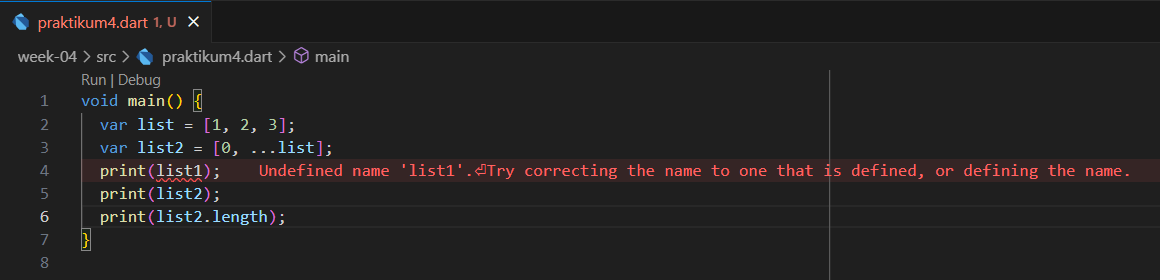 praktikum4.dart 1, U
week-04 > src > praktikum4.dart > main
Run | Debug
1 void main() {
2 var list = [1, 2, 3];
3 var list2 = [0, ...list];
4 print(list1); Undefined name 'list1'.⏎Try correcting the name to one that is defined, or defining the name.
5 print(list2);
6 print(list2.length);
7 }
8